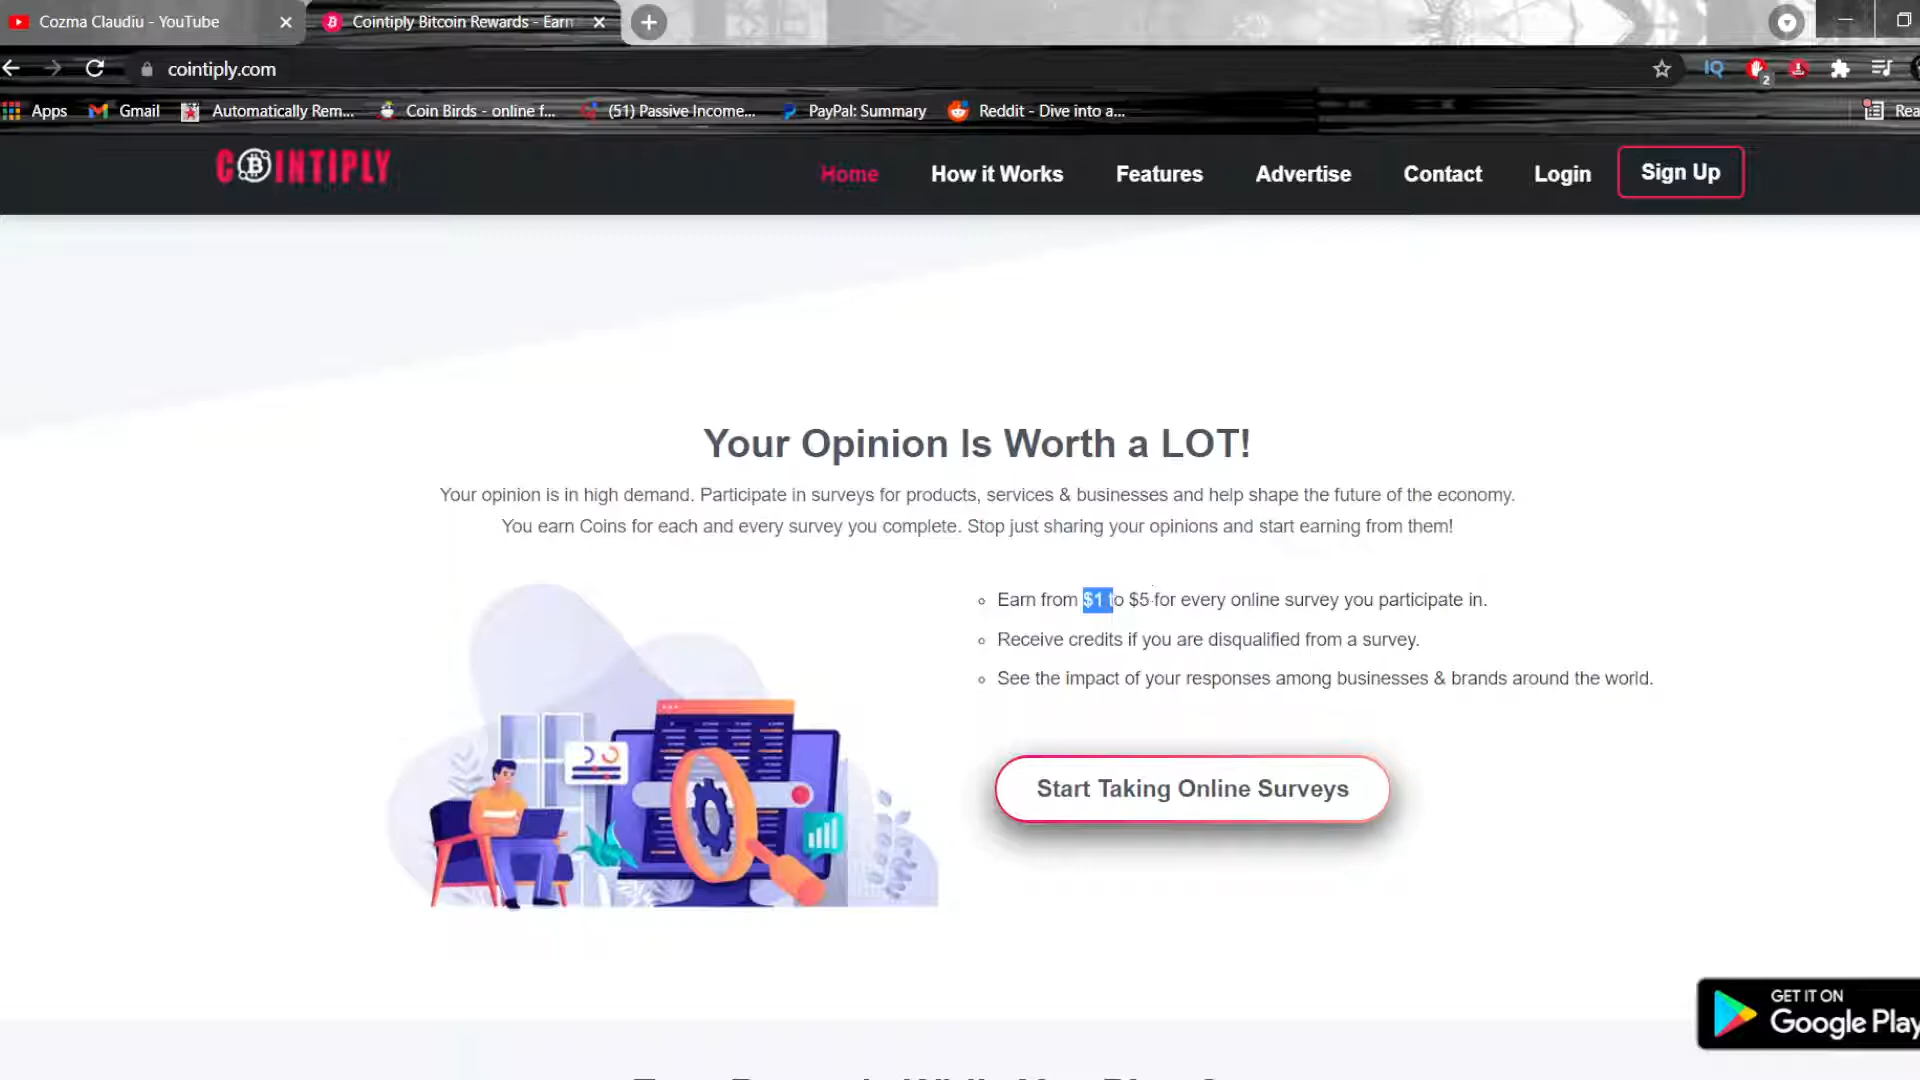 Cozma Claudiu - YouTube
Cointiply Bitcoin Rewards - Earn
cointiply.com
IQ
2
Apps
Gmail
Automatically Rem...
Coin Birds - online f...
(51) Passive Income...
PayPal: Summary
Reddit - Dive into a...
Rea
COINTIPLY
Home
How it Works
Features
Advertise
Contact
Login
Sign Up
Your Opinion Is Worth a LOT!
Your opinion is in high demand. Participate in surveys for products, services & businesses and help shape the future of the economy.
You earn Coins for each and every survey you complete. Stop just sharing your opinions and start earning from them!
Earn from $1 to $5 for every online survey you participate in.
Receive credits if you are disqualified from a survey.
See the impact of your responses among businesses & brands around the world.
Start Taking Online Surveys
GET IT ON
Google Play